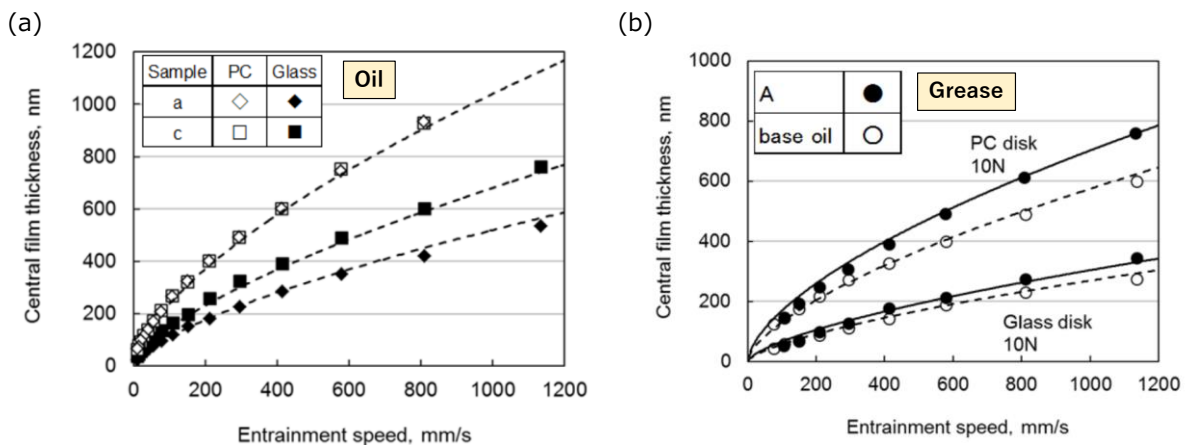 (a)
1200
1000
800
600
400
200
0
Central film thickness, nm
Sample PC Glass
a
c
Oil
0 200 400 600 800 1000 1200
Entrainment speed, mm/s
(b)
1000
800
600
400
200
0
Central film thickness, nm
A
base oil
Grease
PC disk
10N
Glass disk
10N
0 200 400 600 800 1000 1200
Entrainment speed, mm/s